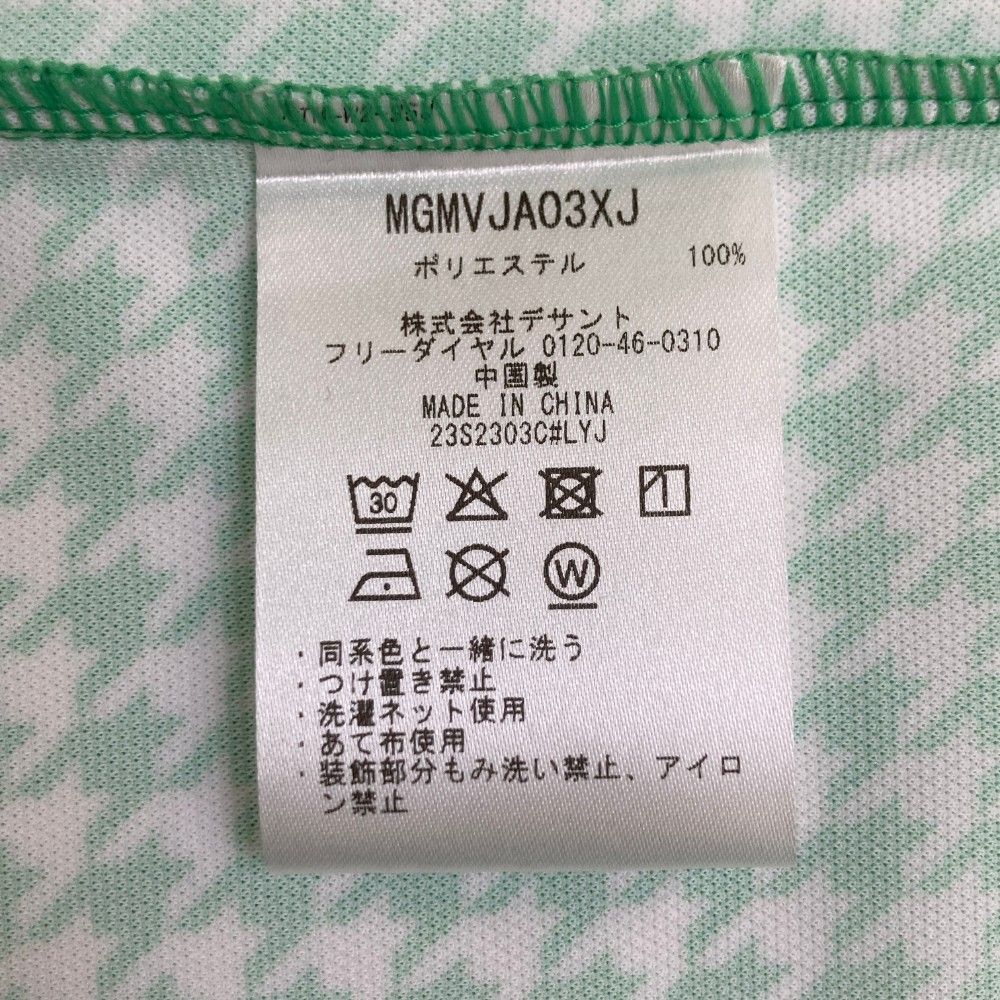 MGMVJA03XJ
ポリエステル 100%
株式会社デサント
フリーダイヤル 0120-46-0310
中国製
MADE IN CHINA
23S2303C#LYJ
30
W
・同系色と一緒に洗う
・つけ置き禁止
・洗濯ネット使用
・あて布使用
・装飾部分もみ洗い禁止、アイロ
ン禁止